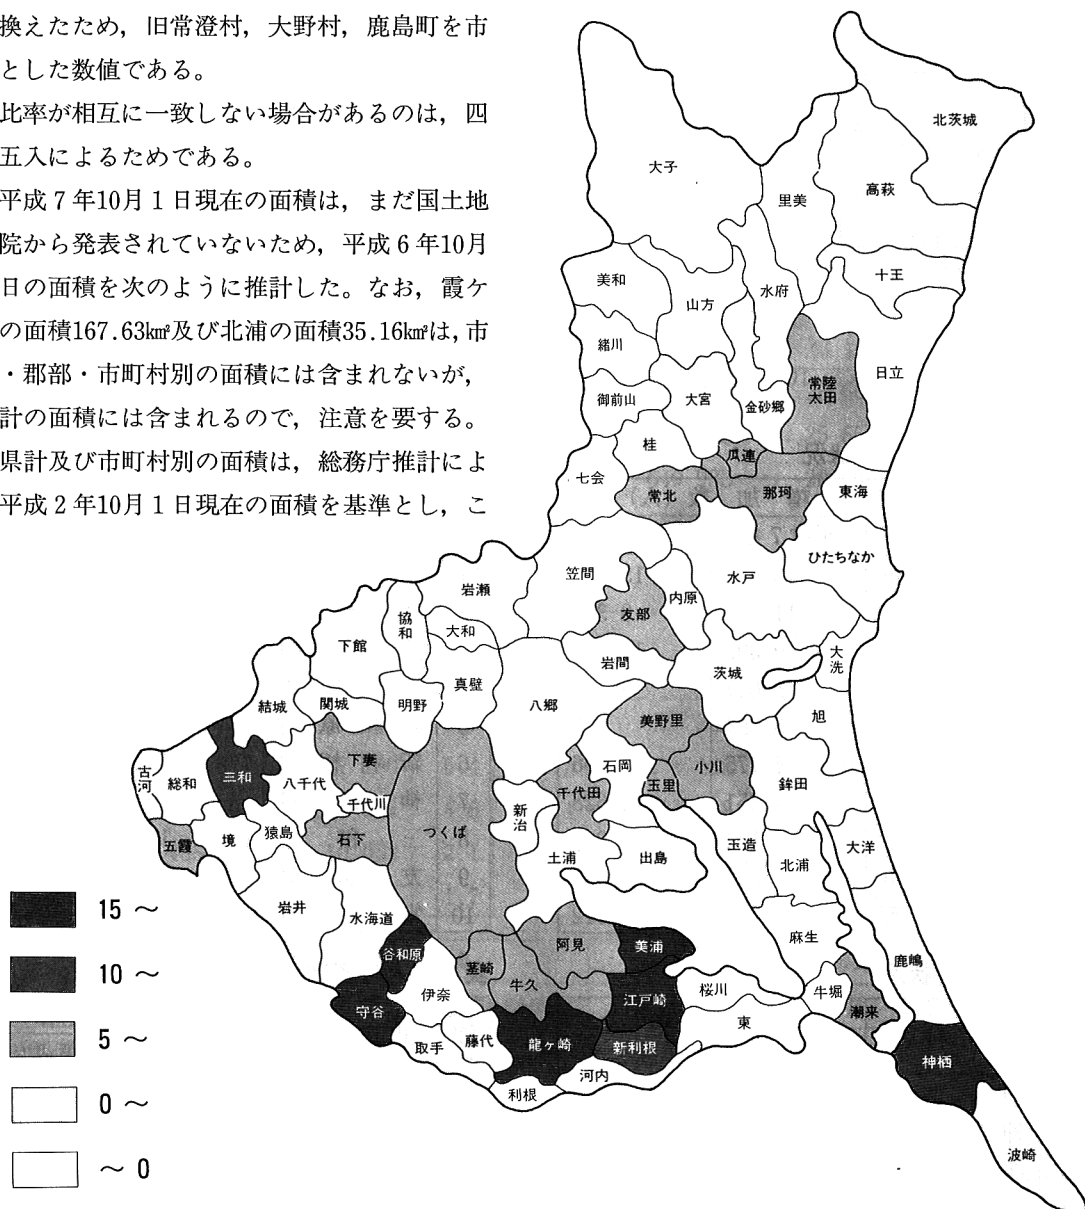 換えたため，旧常澄村，大野村，鹿島町を市
とした数値である。
比率が相互に一致しない場合があるのは，四
五入によるためである。
平成7年10月1日現在の面積は，まだ国土地
院から発表されていないため，平成6年10月
日の面積を次のように推計した。なお，霞ケ
の面積167.63㎢及び北浦の面積35.16㎢は，市
・郡部・市町村別の面積には含まれないが，
計の面積には含まれるので，注意を要する。
県計及び市町村別の面積は，総務庁推計によ
平成2年10月1日現在の面積を基準とし，こ
北茨城
大子
高萩
里美
十王
美和
水府
山方
緒川
日立
常陸
太田
御前山
大宮
金砂郷
桂
瓜連
七会
常北
那珂
東海
ひたちなか
笠間
水戸
岩瀬
内原
友部
協和
大和
下館
岩間
大洗
茨城
真壁
結城
関城
明野
八郷
旭
美野里
下妻
石岡
小川
古河
総和
三和
八千代
玉里
鉾田
千代田
千代川
新治
猿島
つくば
石下
境
五霞
玉造
大洋
土浦
出島
北浦
岩井
水海道
麻生
阿見
美浦
谷和原
鹿嶋
茎崎
牛久
桜川
牛堀
伊奈
江戸崎
守谷
潮来
東
藤代
龍ヶ崎
取手
新利根
神栖
河内
利根
波崎
15 ～
10 ～
5 ～
0 ～
～ 0